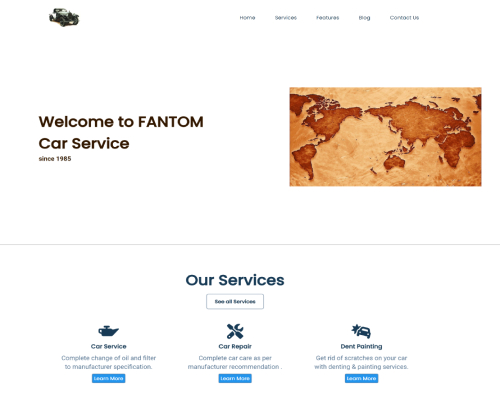 Home Services Features Blog Contact Us
Welcome to FANTOM
Car Service
since 1985
Our Services
See all Services
Car Service
Complete change of oil and filter
to manufacturer specification.
Learn More
Car Repair
Complete car care as per
manufacturer recommendation .
Learn More
Dent Painting
Get rid of scratches on your car
with denting & painting services.
Learn More